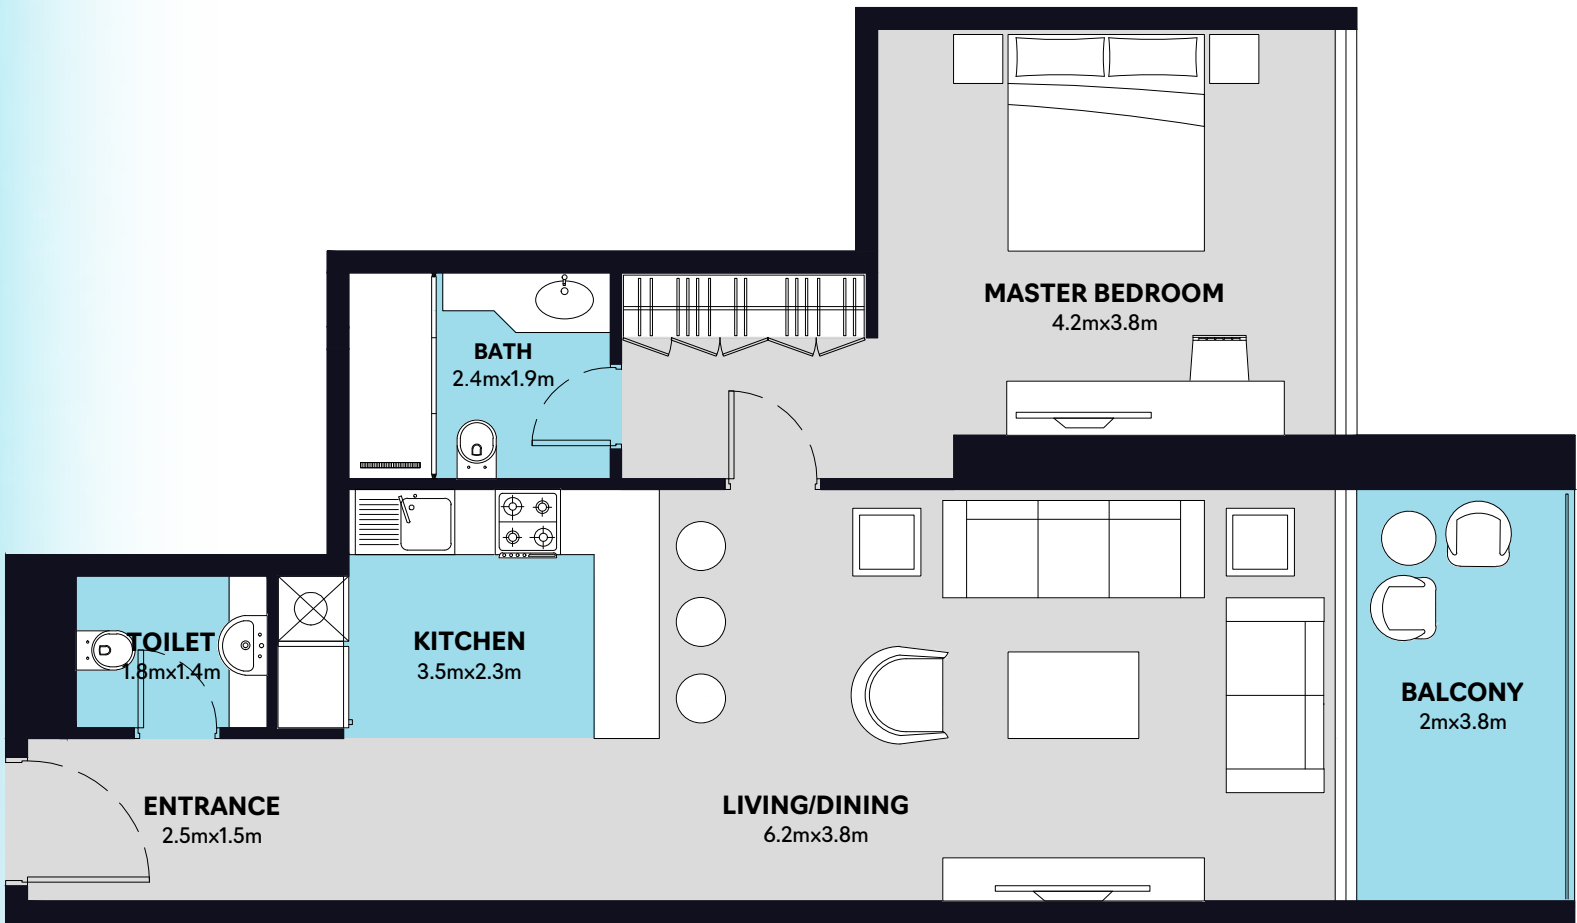 MASTER BEDROOM
4.2mx3.8m
BATH
2.4mx1.9m
TOILET
1.8mx1.4m
KITCHEN
3.5mx2.3m
BALCONY
2mx3.8m
ENTRANCE
2.5mx1.5m
LIVING/DINING
6.2mx3.8m